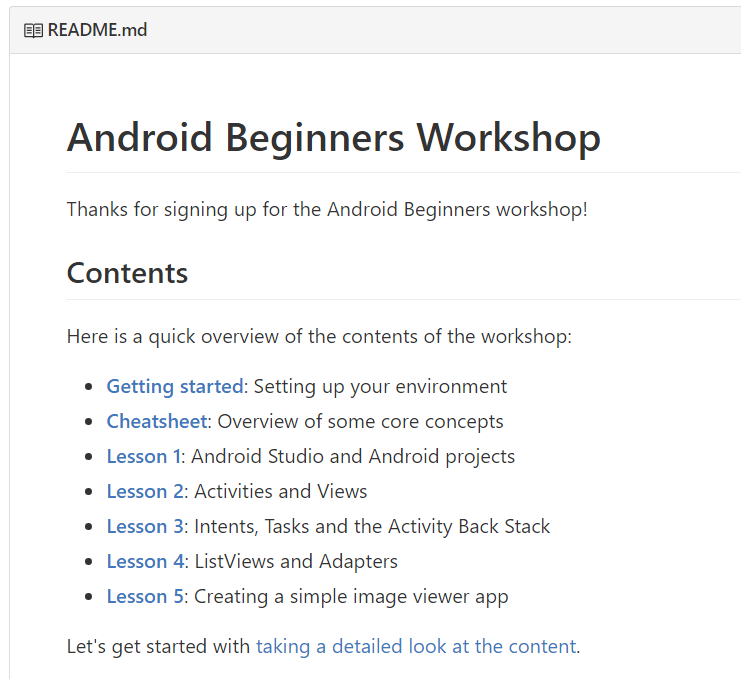 README.md
Android Beginners Workshop
Thanks for signing up for the Android Beginners workshop!
Contents
Here is a quick overview of the contents of the workshop:
• Getting started: Setting up your environment
• Cheatsheet: Overview of some core concepts
• Lesson 1: Android Studio and Android projects
• Lesson 2: Activities and Views
• Lesson 3: Intents, Tasks and the Activity Back Stack
• Lesson 4: ListViews and Adapters
• Lesson 5: Creating a simple image viewer app
Let's get started with taking a detailed look at the content.